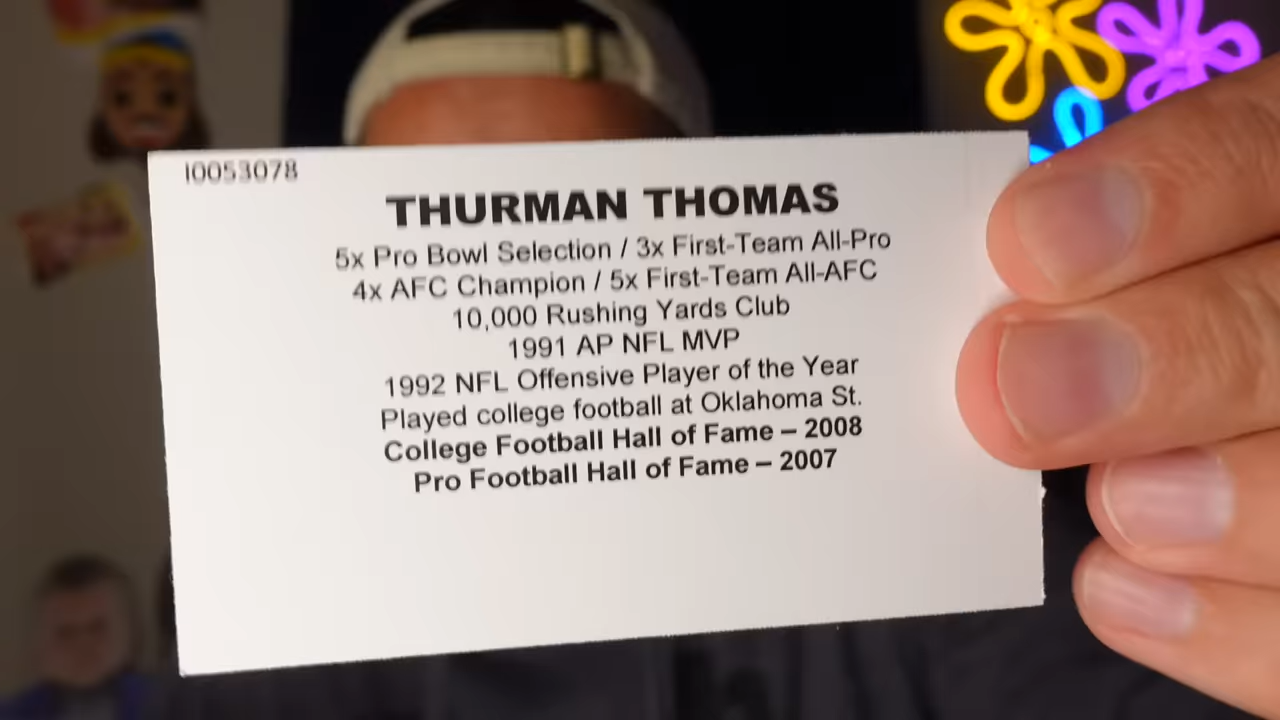 I0053078
THURMAN THOMAS
5x Pro Bowl Selection / 3x First-Team All-Pro
4x AFC Champion / 5x First-Team All-AFC
10,000 Rushing Yards Club
1991 AP NFL MVP
1992 NFL Offensive Player of the Year
Played college football at Oklahoma St.
College Football Hall of Fame – 2008
Pro Football Hall of Fame – 2007